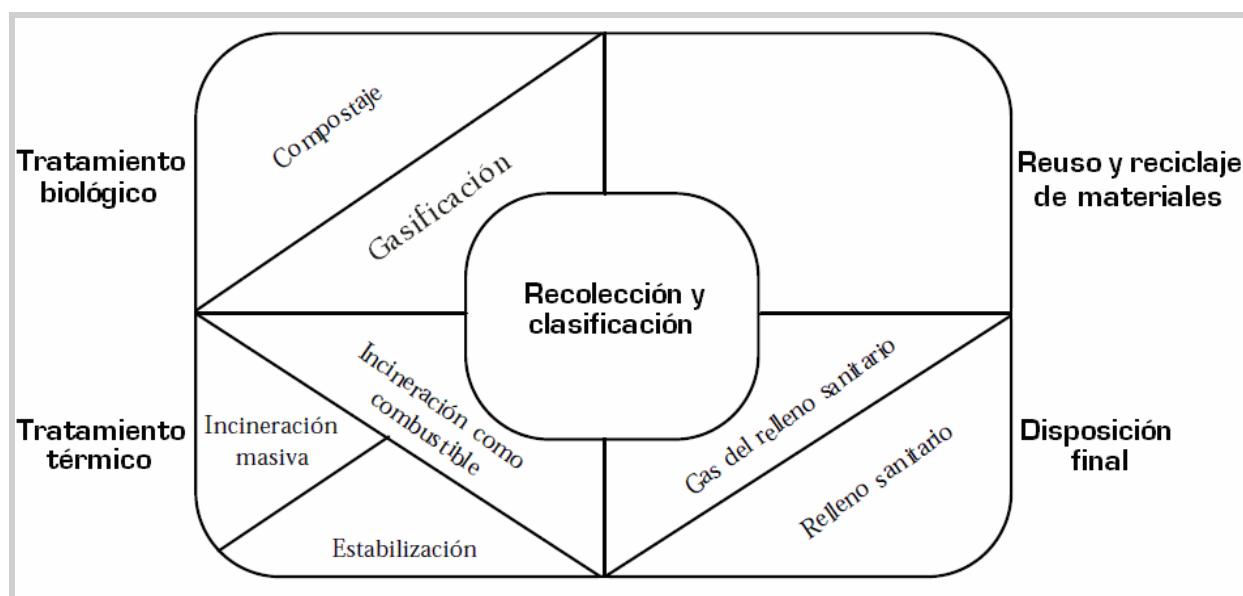 Compostaje
Gasificación
Tratamiento
biológico
Reuso y reciclaje
de materiales
Recolección y
clasificación
Incineración como
combustible
Incineración
masiva
Tratamiento
térmico
Estabilización
Gas del relleno sanitario
Relleno sanitario
Disposición
final